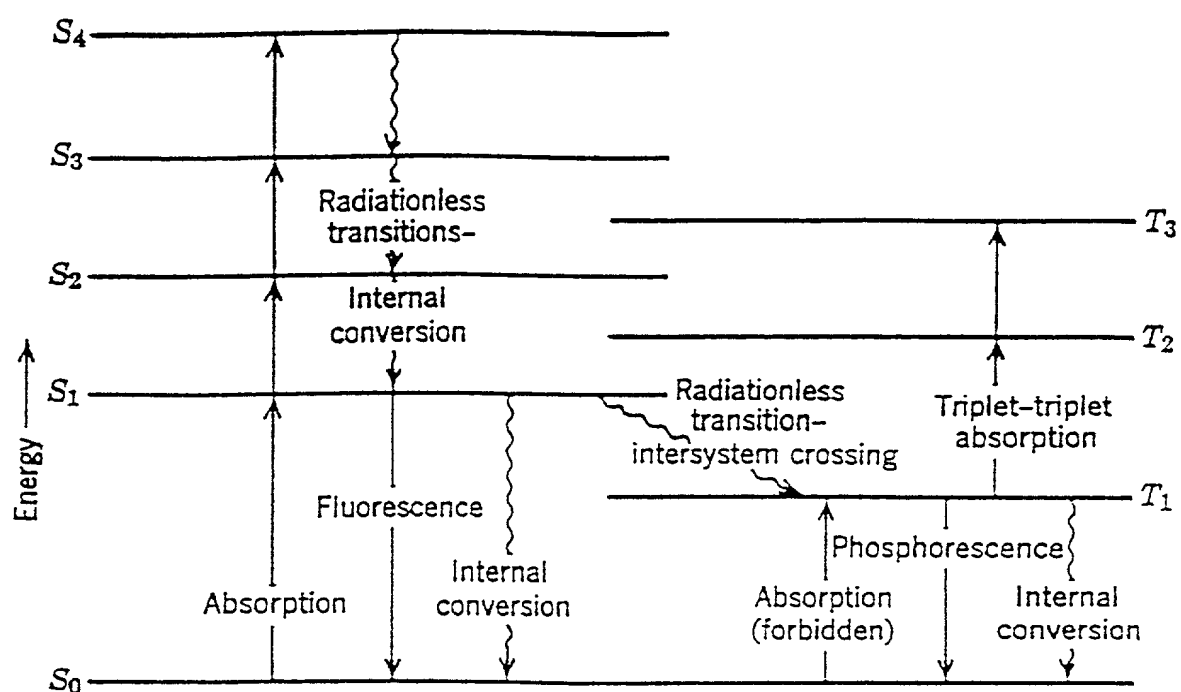 S4
S3
Radiationless
transitions–
T3
S2
Internal
conversion
T2
S1
Radiationless
transition–
intersystem crossing
Triplet–triplet
absorption
Energy
T1
Fluorescence
Phosphorescence
Absorption
Internal
conversion
Absorption
(forbidden)
Internal
conversion
S0